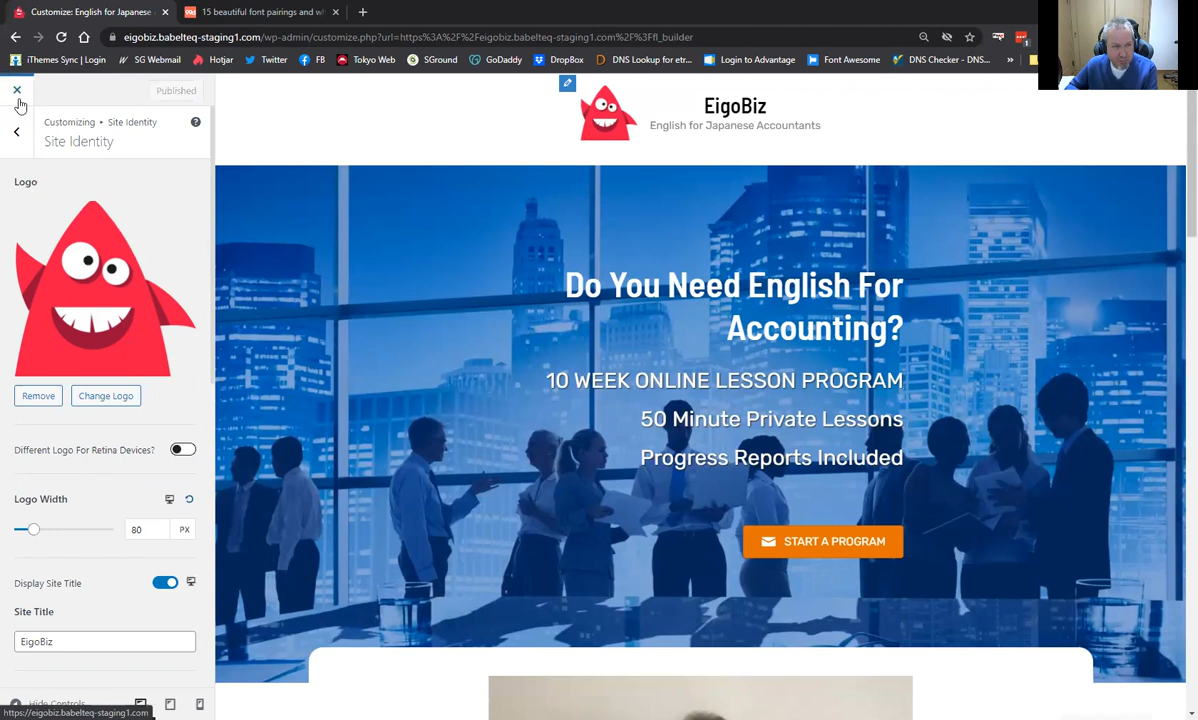 Customize: English for Japanese
15 beautiful font pairings and w
eigobiz.babelteq-staging1.com/wp-admin/customize.php?url=https%3A%2F%2Feigobiz.babelteq-staging1.com%2F%3Ffl_builder
iThemes Sync | Login
SG Webmail
Hotjar
Twitter
FB
Tokyo Web
SGround
GoDaddy
DropBox
DNS Lookup for etr...
Login to Advantage
Font Awesome
DNS Checker - DNS...
Published
Customizing • Site Identity
Site Identity
Logo
Remove
Change Logo
Different Logo For Retina Devices?
Logo Width
80
PX
Display Site Title
Site Title
EigoBiz
Hide Controls
https://eigobiz.babelteq-staging1.com
EigoBiz
English for Japanese Accountants
Do You Need English For
Accounting?
10 WEEK ONLINE LESSON PROGRAM
50 Minute Private Lessons
Progress Reports Included
START A PROGRAM